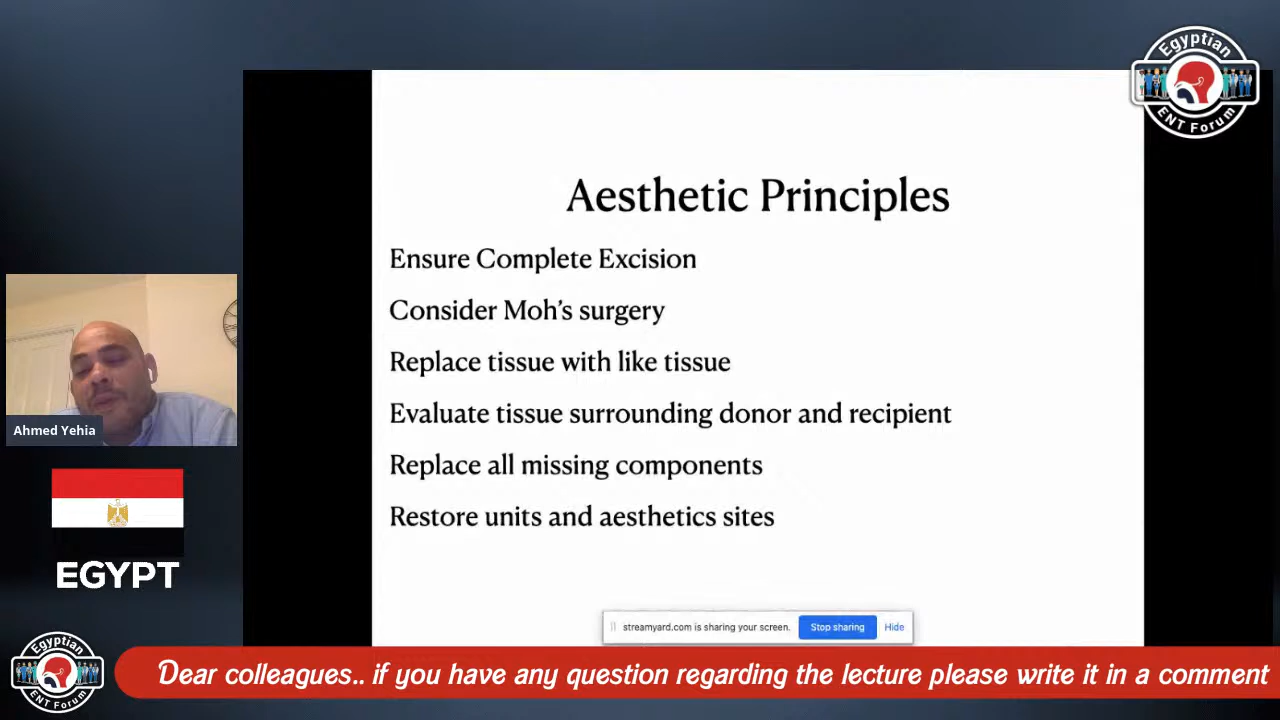 Egyptian
ENT Forum
Aesthetic Principles
Ensure Complete Excision
Consider Moh's surgery
Replace tissue with like tissue
Evaluate tissue surrounding donor and recipient
Replace all missing components
Restore units and aesthetics sites
Ahmed Yehia
EGYPT
streamyard.com is sharing your screen. Stop sharing Hide
Egyptian
ENT Forum
Dear colleagues.. if you have any question regarding the lecture please write it in a comment